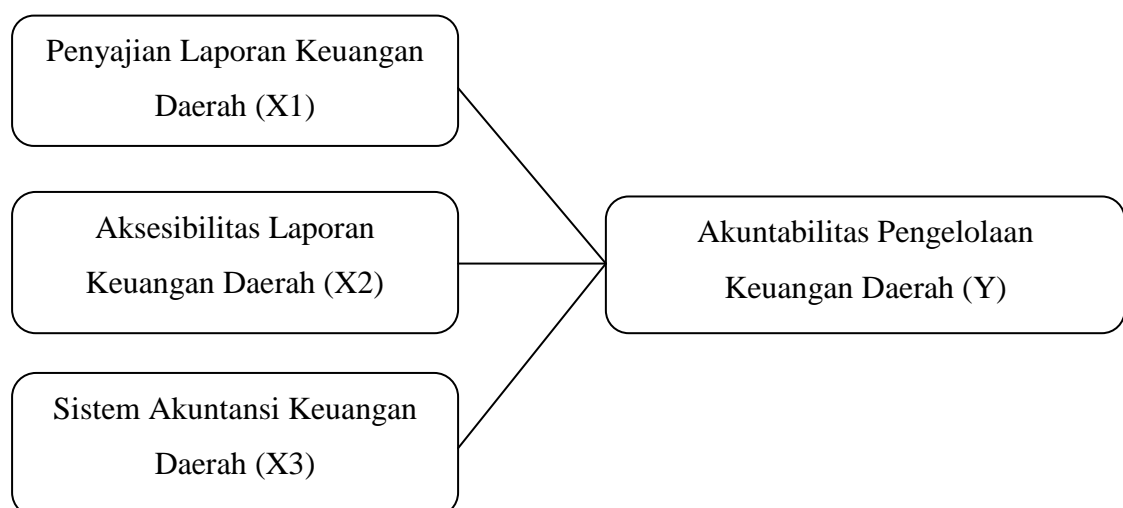 Penyajian Laporan Keuangan
Daerah (X1)
Aksesibilitas Laporan
Keuangan Daerah (X2)
Akuntabilitas Pengelolaan
Keuangan Daerah (Y)
Sistem Akuntansi Keuangan
Daerah (X3)